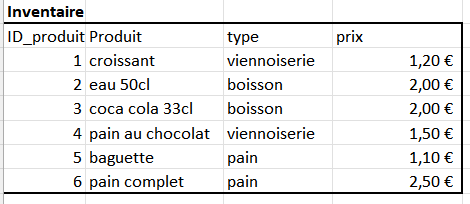 Inventaire
ID_produit Produit type prix
1 croissant viennoiserie 1,20 €
2 eau 50cl boisson 2,00 €
3 coca cola 33cl boisson 2,00 €
4 pain au chocolat viennoiserie 1,50 €
5 baguette pain 1,10 €
6 pain complet pain 2,50 €